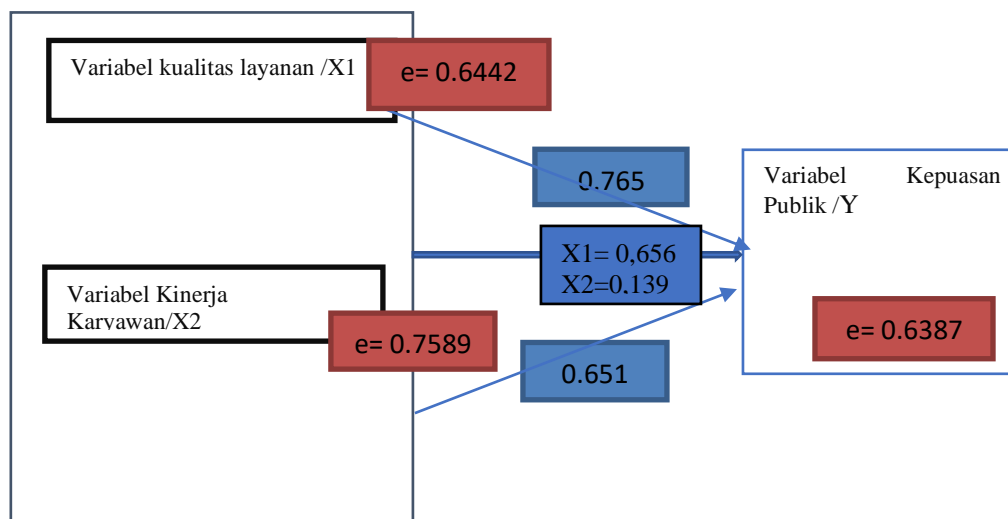 Variabel kualitas layanan /X1
e= 0.6442
0.765
Variabel Kepuasan
Publik /Y
X1= 0,656
X2=0,139
Variabel Kinerja
Karyawan/X2
e= 0.7589
e= 0.6387
0.651